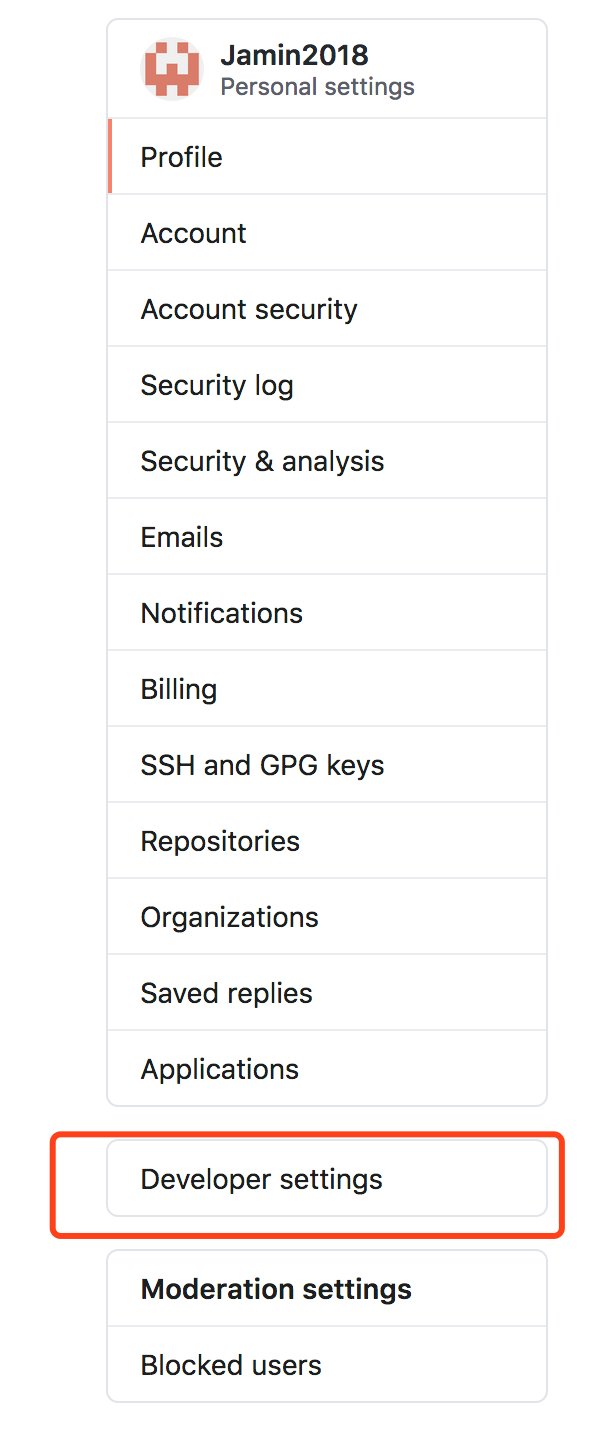 Jamin2018
Personal settings
Profile
Account
Account security
Security log
Security & analysis
Emails
Notifications
Billing
SSH and GPG keys
Repositories
Organizations
Saved replies
Applications
Developer settings
Moderation settings
Blocked users